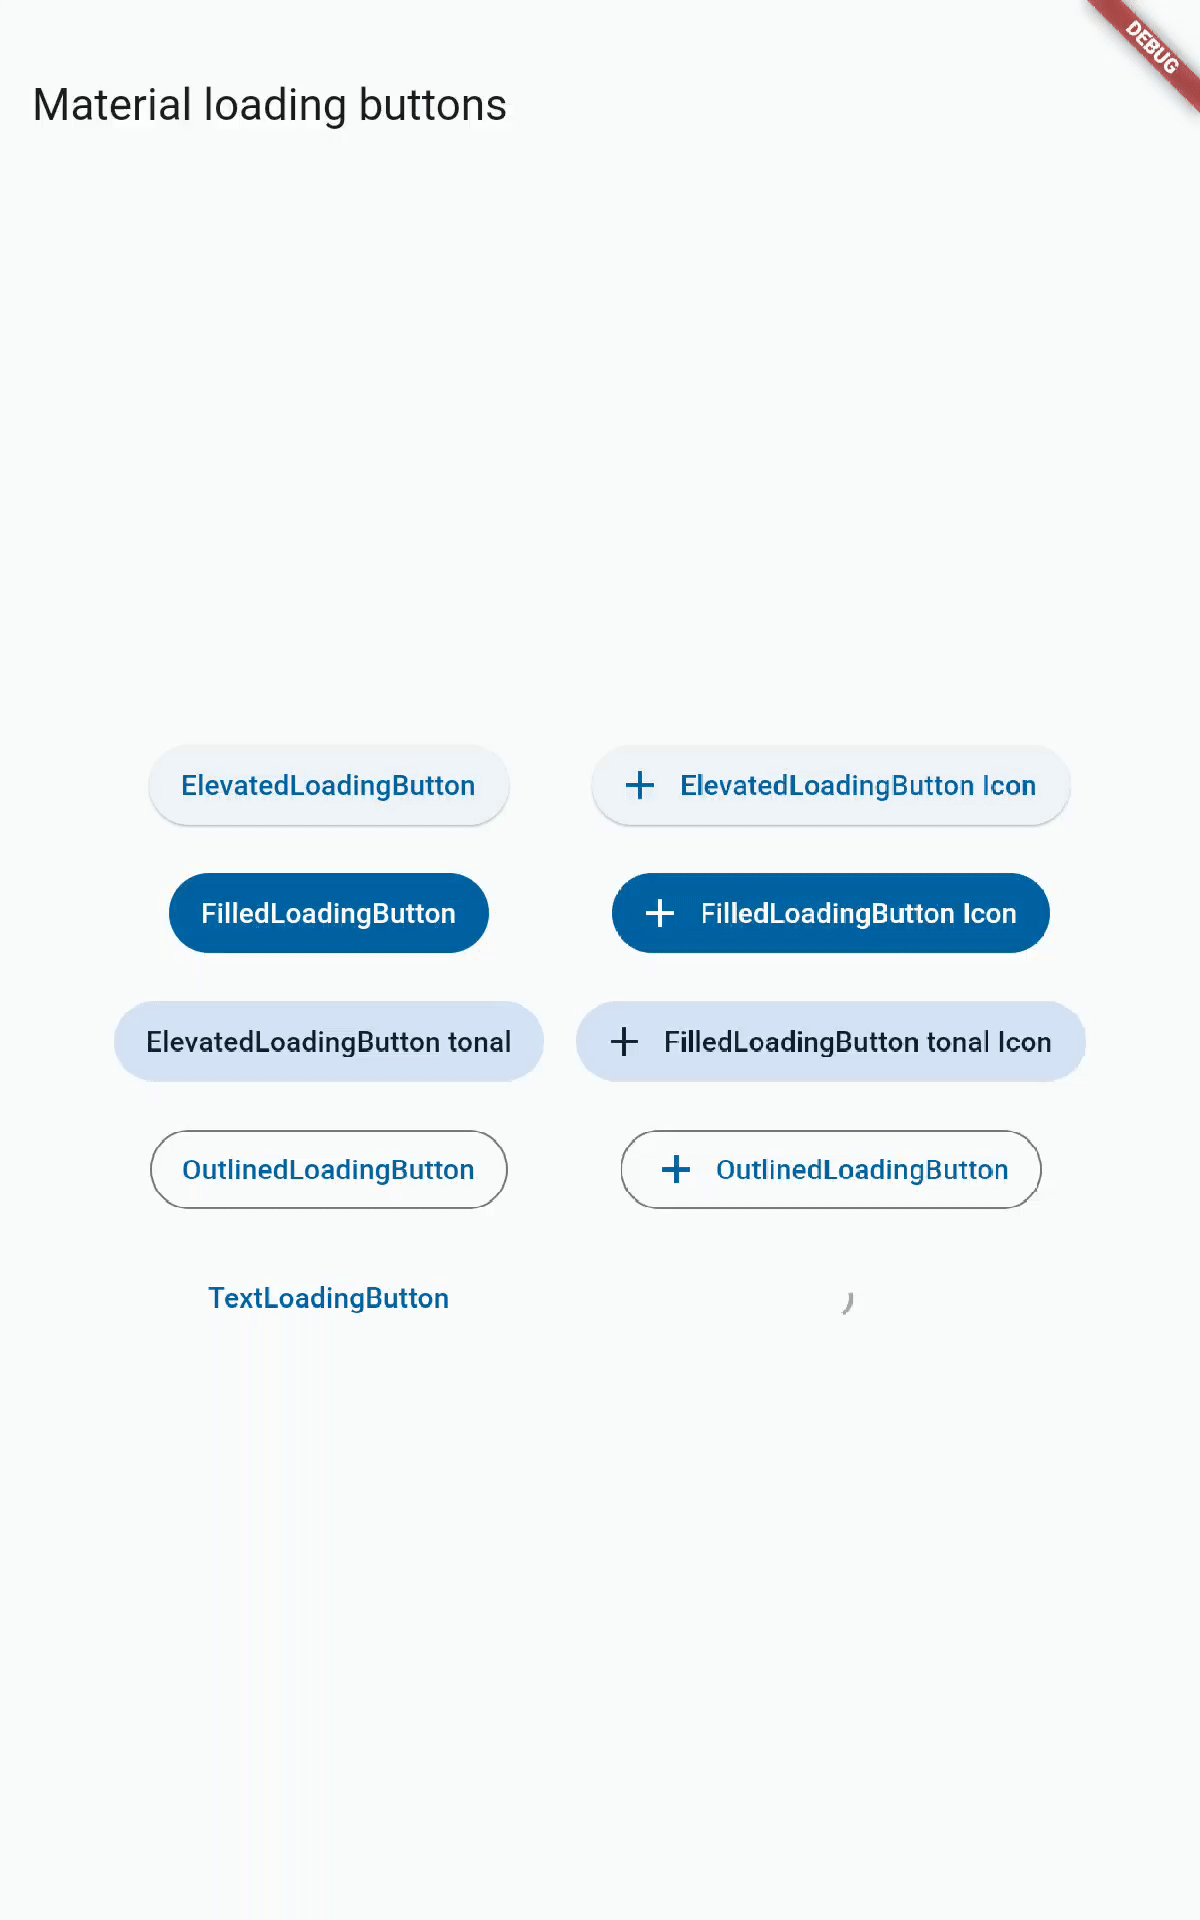 DEBUG
Material loading buttons
ElevatedLoadingButton
ElevatedLoadingButton Icon
FilledLoadingButton
FilledLoadingButton Icon
ElevatedLoadingButton tonal
FilledLoadingButton tonal Icon
OutlinedLoadingButton
OutlinedLoadingButton
TextLoadingButton